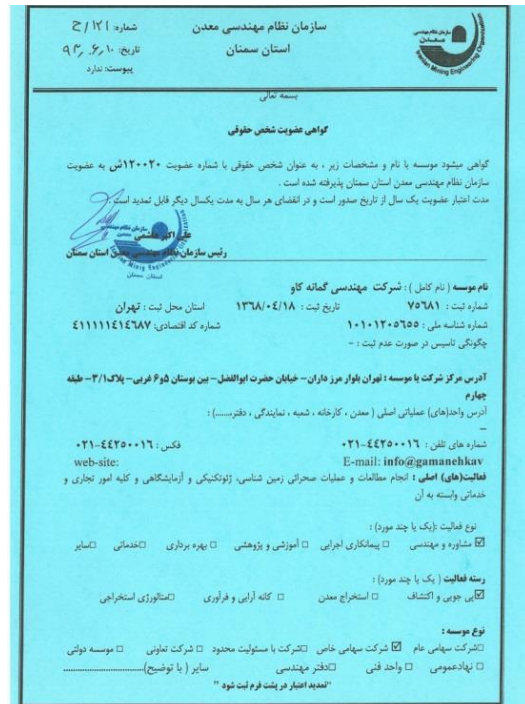 سازمان نظام مهندسی معدن
استان سمنان
شماره: ۱۲۱ / ح
تاریخ: ۹۳,۶,۱۰
پیوست: ندارد
سازمان نظام مهندسی
معدن
Iranian Mining Engineering Organization
بسمه تعالی
گواهی عضویت شخص حقوقی
گواهی میشود موسسه با نام و مشخصات زیر ، به عنوان شخص حقوقی با شماره عضویت ۱۲۰۰۲۰ش به عضویت
سازمان نظام مهندسی معدن استان سمنان پذیرفته شده است .
مدت اعتبار عضویت یک سال از تاریخ صدور است و در انقضای هر سال به مدت یکسال دیگر قابل تمدید است.
علی اکبر هاشمی
رئیس سازمان نظام مهندسی معدن استان سمنان
نام موسسه ( نام کامل ) : شرکت مهندسی گمانه کاو
شماره ثبت : ۷۵۶۸۱ تاریخ ثبت : ۱۳۶۸/۰۴/۱۸ استان محل ثبت : تهران
شماره شناسه ملی : ۱۰۱۰۱۲۰۵۶۵۵ شماره کد اقتصادی: ۴۱۱۱۱۱۴۱۴۶۸۷
چگونگی تاسیس در صورت عدم ثبت : –
آدرس مرکز شرکت یا موسسه : تهران بلوار مرز داران– خیابان حضرت ابوالفضل– بین بوستان ۵و۶ غربی– پلاک۳/۱– طبقه
چهارم
آدرس واحد(های) عملیاتی اصلی ( معدن ، کارخانه ، شعبه ، نمایندگی ، دفتر،......) :
–
شماره های تلفن : ۰۲۱-۴۴۲۵۰۰۱۶ فکس : ۰۲۱-۴۴۲۵۰۰۱۶
E-mail: info@gamanehkav web-site:
فعالیت(های) اصلی : انجام مطالعات و عملیات صحرائی زمین شناسی، ژئوتکنیکی و آزمایشگاهی و کلیه امور تجاری و
خدماتی وابسته به آن
نوع فعالیت :(یک یا چند مورد) :
☑ مشاوره و مهندسی □ پیمانکاری اجرایی □ آموزشی و پژوهشی □ بهره برداری □خدماتی □سایر
رسته فعالیت ( یک یا چند مورد) :
☑پی جویی و اکتشاف □ استخراج معدن □ کانه آرایی و فرآوری □متالورژی استخراجی
نوع موسسه :
□شرکت سهامی عام ☑ شرکت سهامی خاص □شرکت با مسئولیت محدود □ شرکت تعاونی □ موسسه دولتی
□ نهادعمومی □ واحد فنی □دفتر مهندسی سایر ( با توضیح)..............................
"تمدید اعتبار در پشت فرم ثبت شود "